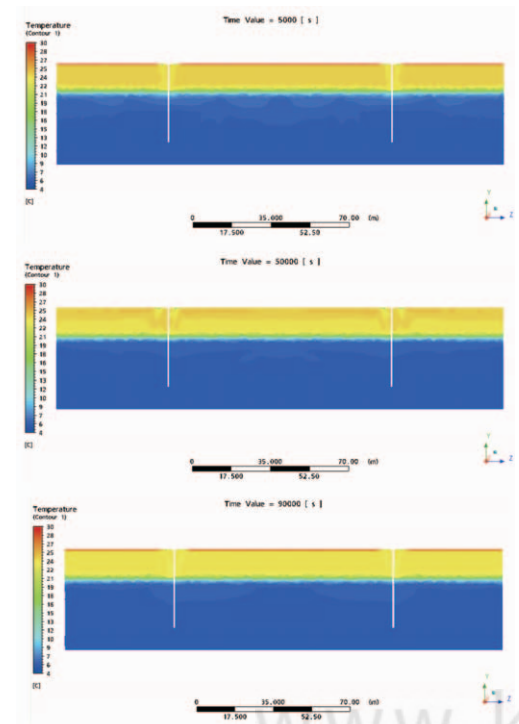 Time Value = 5000 [ s ]
Temperature
(Contour 1)
30
28
27
25
24
22
21
19
18
16
15
13
12
10
9
7
6
4
[C]
0 35.000 70.00 (m)
17.500 52.50
Y
X
Z
Time Value = 50000 [ s ]
Temperature
(Contour 1)
30
28
27
25
24
22
21
19
18
16
15
13
12
10
9
7
6
4
[C]
0 35.000 70.00 (m)
17.500 52.50
Y
X
Z
Time Value = 90000 [ s ]
Temperature
(Contour 1)
30
28
27
25
24
22
21
19
18
16
15
13
12
10
9
7
6
4
[C]
0 35.000 70.00 (m)
17.500 52.50
Y
X
Z